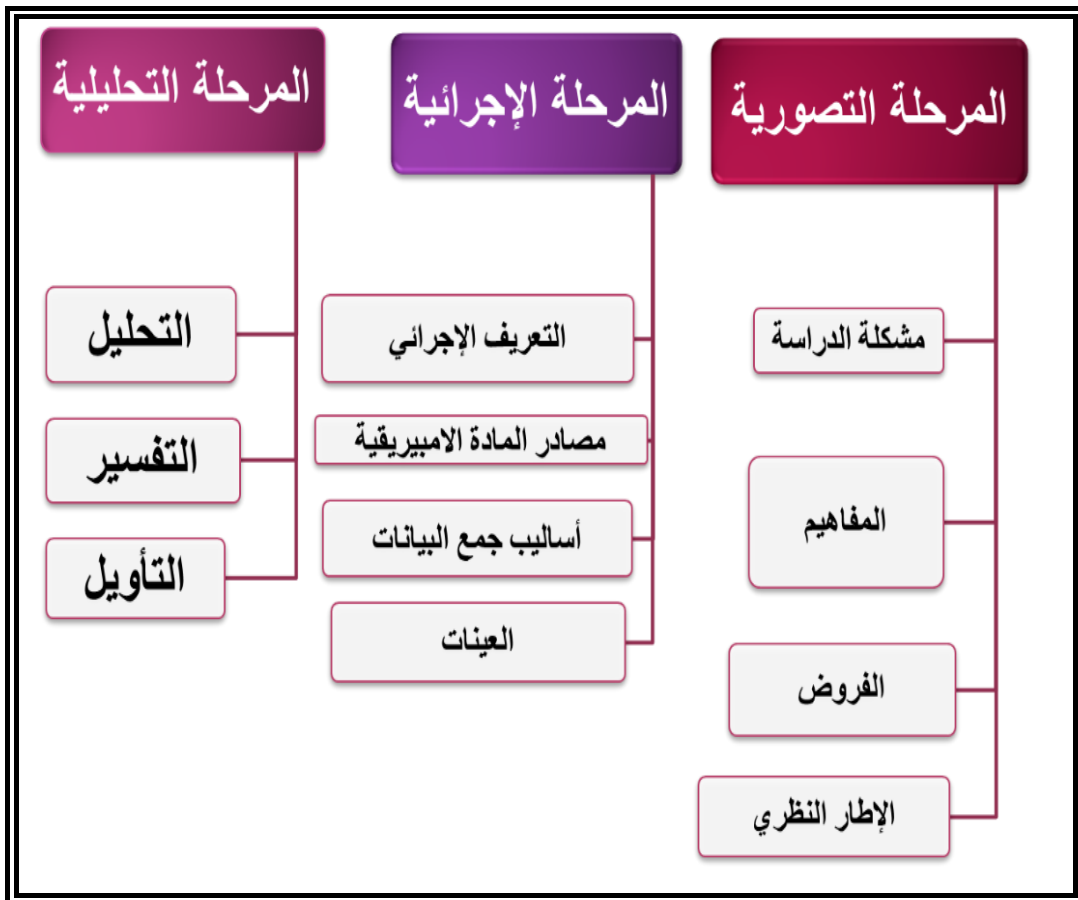 المرحلة التصورية
مشكلة الدراسة
المفاهيم
الفروض
الإطار النظري
المرحلة الإجرائية
التعريف الإجرائي
مصادر المادة الامبيريقية
أساليب جمع البيانات
العينات
المرحلة التحليلية
التحليل
التفسير
التأويل